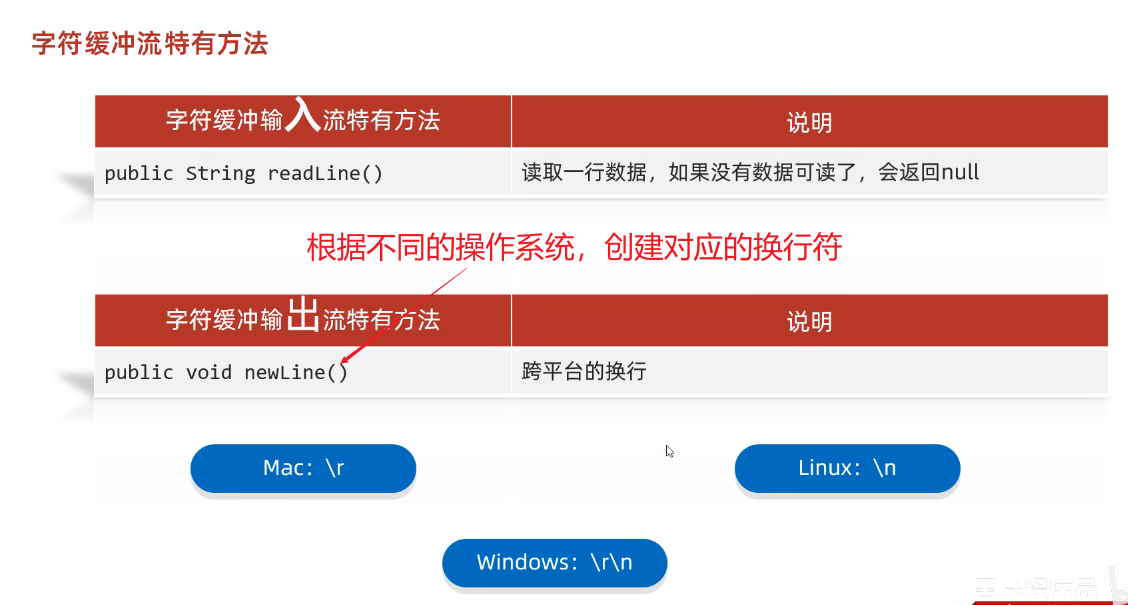 字符缓冲流特有方法
字符缓冲输入流特有方法 说明
public String readLine() 读取一行数据，如果没有数据可读了，会返回null
根据不同的操作系统，创建对应的换行符
字符缓冲输出流特有方法 说明
public void newLine() 跨平台的换行
Mac：\r Linux：\n
Windows：\r\n